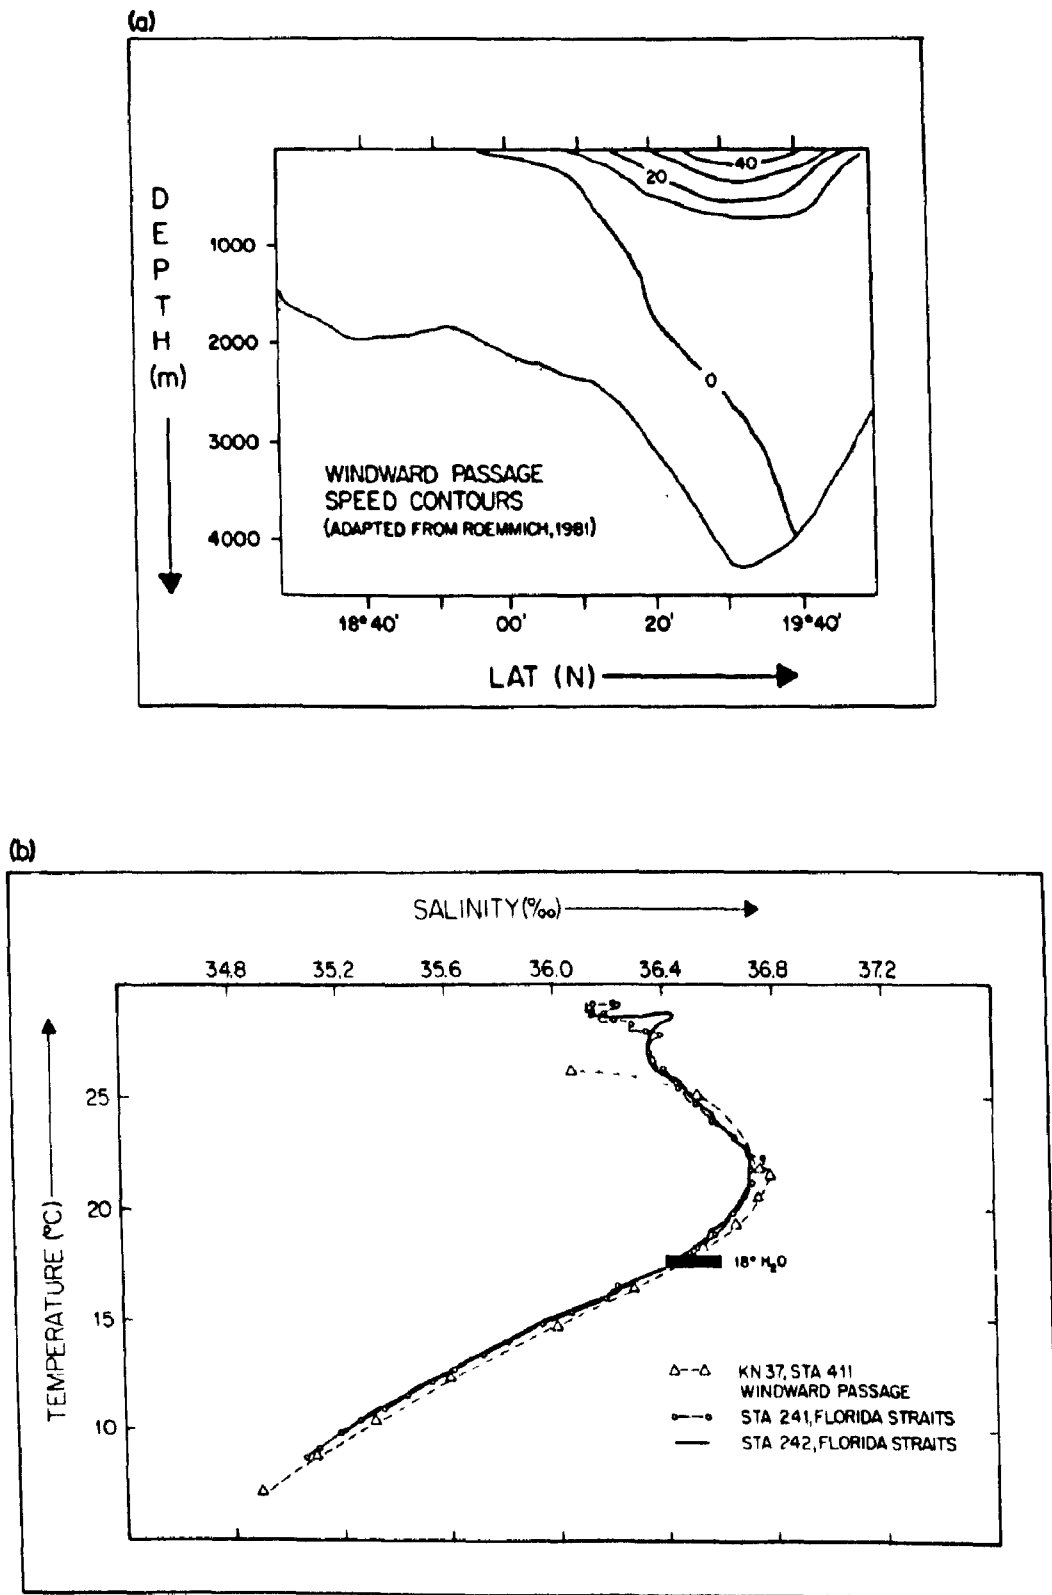 (a)
DEPTH
(m)
40
20
0
1000
2000
3000
4000
WINDWARD PASSAGE
SPEED CONTOURS
(ADAPTED FROM ROEMMICH, 1981)
18°40' 00' 20' 19°40'
LAT (N)
(b)
SALINITY(‰)
34.8 35.2 35.6 36.0 36.4 36.8 37.2
TEMPERATURE (°C)
25
20
15
10
18° H₂O
KN 37, STA 411
WINDWARD PASSAGE
STA 241, FLORIDA STRAITS
STA 242, FLORIDA STRAITS